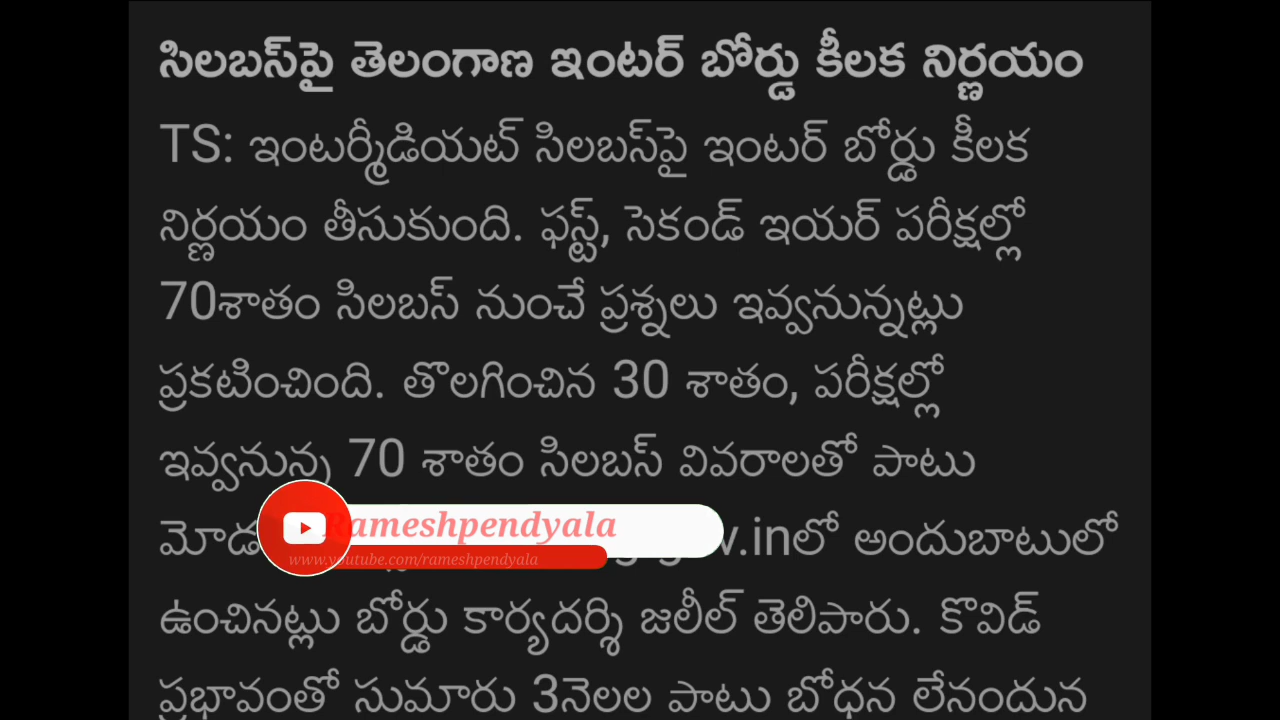 సిలబస్‌పై తెలంగాణ ఇంటర్ బోర్డు కీలక నిర్ణయం
TS: ఇంటర్మీడియట్ సిలబస్‌పై ఇంటర్ బోర్డు కీలక
నిర్ణయం తీసుకుంది. ఫస్ట్, సెకండ్ ఇయర్ పరీక్షల్లో
70శాతం సిలబస్ నుంచే ప్రశ్నలు ఇవ్వనున్నట్లు
ప్రకటించింది. తొలగించిన 30 శాతం, పరీక్షల్లో
ఇవ్వనున్న 70 శాతం సిలబస్ వివరాలతో పాటు
v.inలో అందుబాటులో
Rameshpendyala
www.youtube.com/rameshpendyala
ఉంచినట్లు బోర్డు కార్యదర్శి జలీల్ తెలిపారు. కొవిడ్
ప్రభావంతో సుమారు 3నెలల పాటు బోధన లేనందున